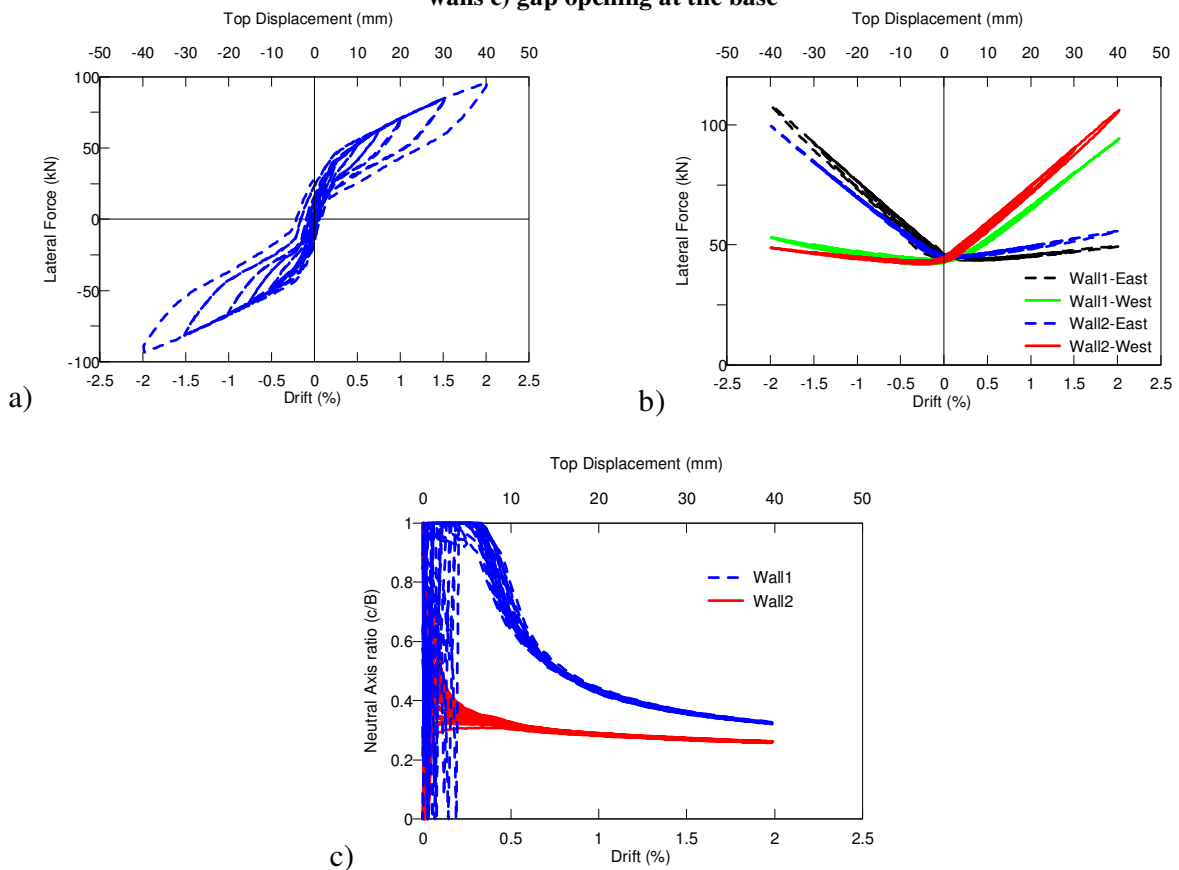 walls c) gap opening at the base
Top Displacement (mm)
-50 -40 -30 -20 -10 0 10 20 30 40 50
100
50
0
-50
-100
Lateral Force (kN)
-2.5 -2 -1.5 -1 -0.5 0 0.5 1 1.5 2 2.5
Drift (%)
a)
Top Displacement (mm)
-50 -40 -30 -20 -10 0 10 20 30 40 50
100
50
0
Lateral Force (kN)
Wall1-East
Wall1-West
Wall2-East
Wall2-West
-2.5 -2 -1.5 -1 -0.5 0 0.5 1 1.5 2 2.5
Drift (%)
b)
Top Displacement (mm)
0 10 20 30 40 50
1
0.8
0.6
0.4
0.2
0
Neutral Axis ratio (c/B)
Wall1
Wall2
0 0.5 1 1.5 2 2.5
Drift (%)
c)